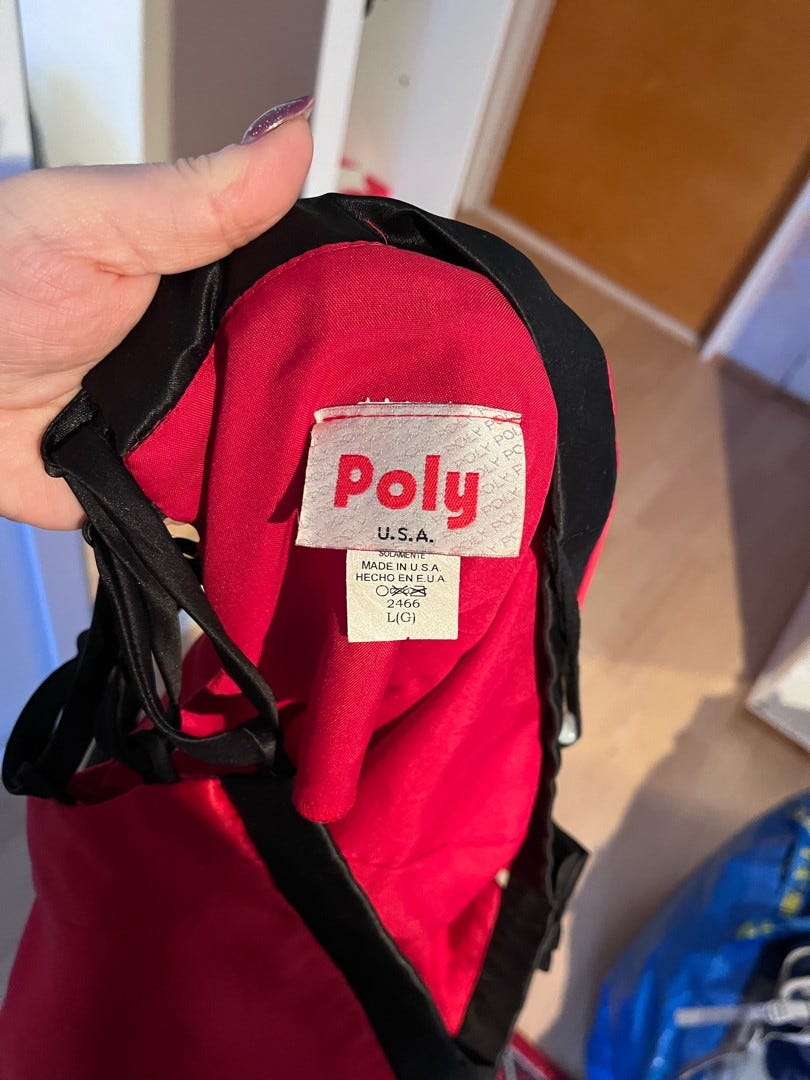 Poly
U.S.A.
SOLAMENTE
MADE IN U.S.A.
HECHO EN E.U.A.
2466
L(G)